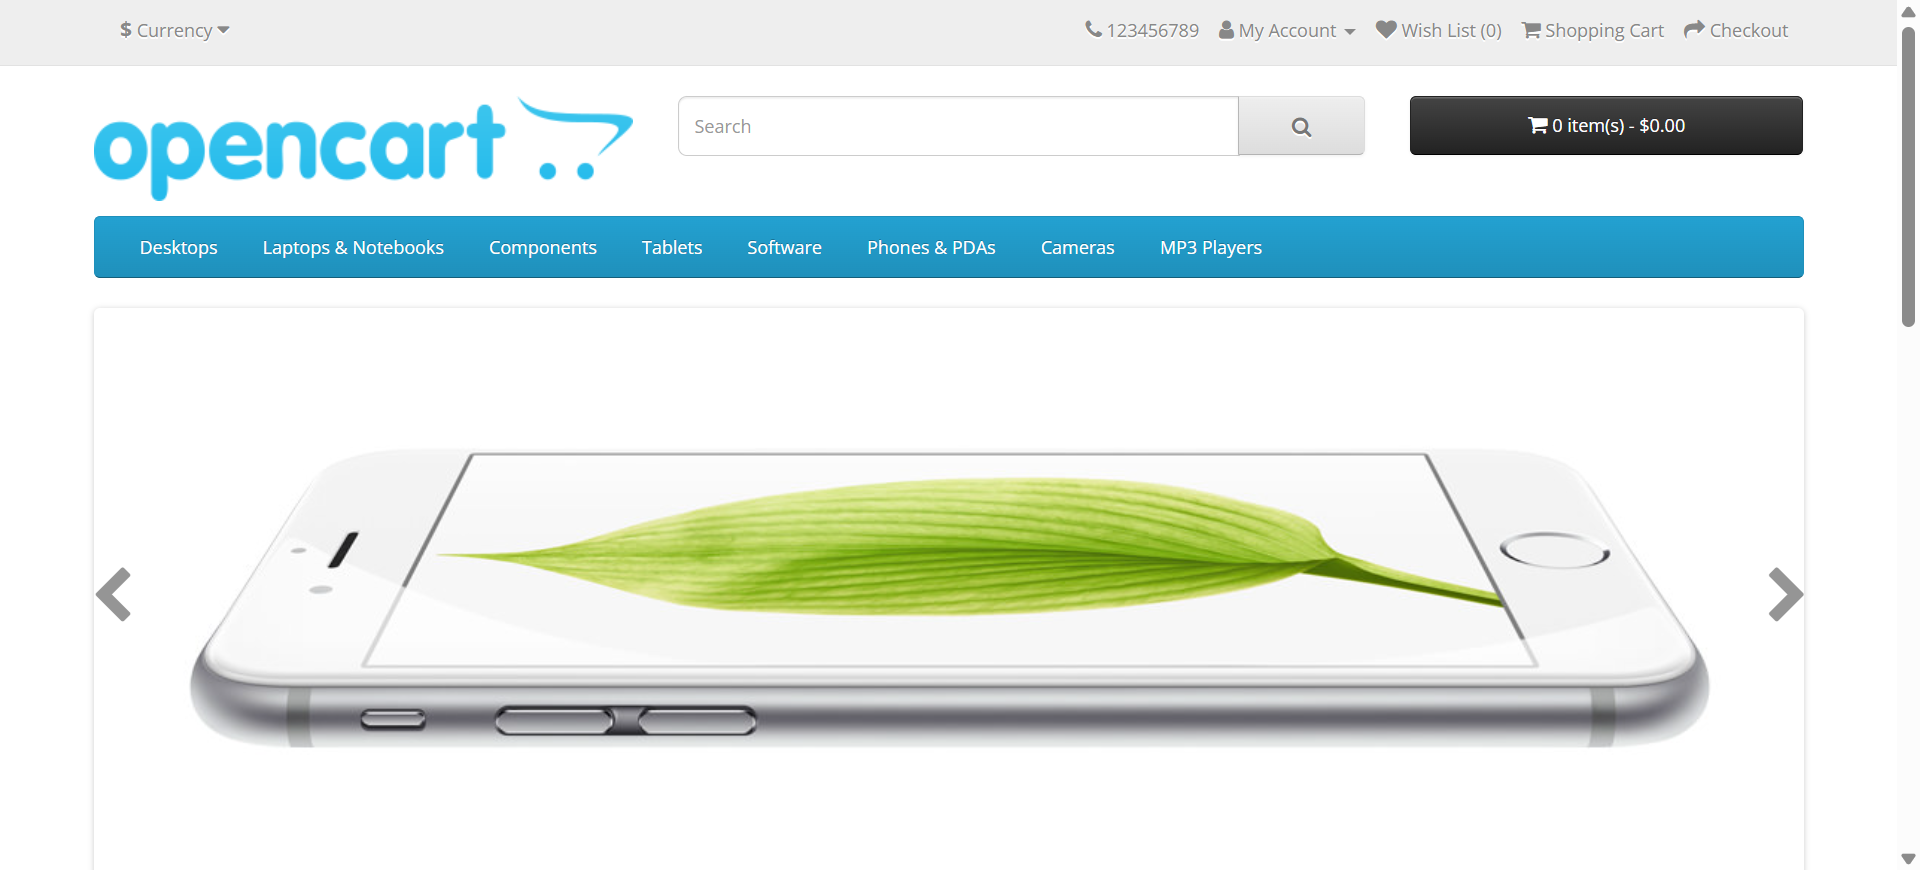 $ Currency
123456789 My Account Wish List (0) Shopping Cart Checkout
opencart
Search
0 item(s) - $0.00
Desktops Laptops & Notebooks Components Tablets Software Phones & PDAs Cameras MP3 Players